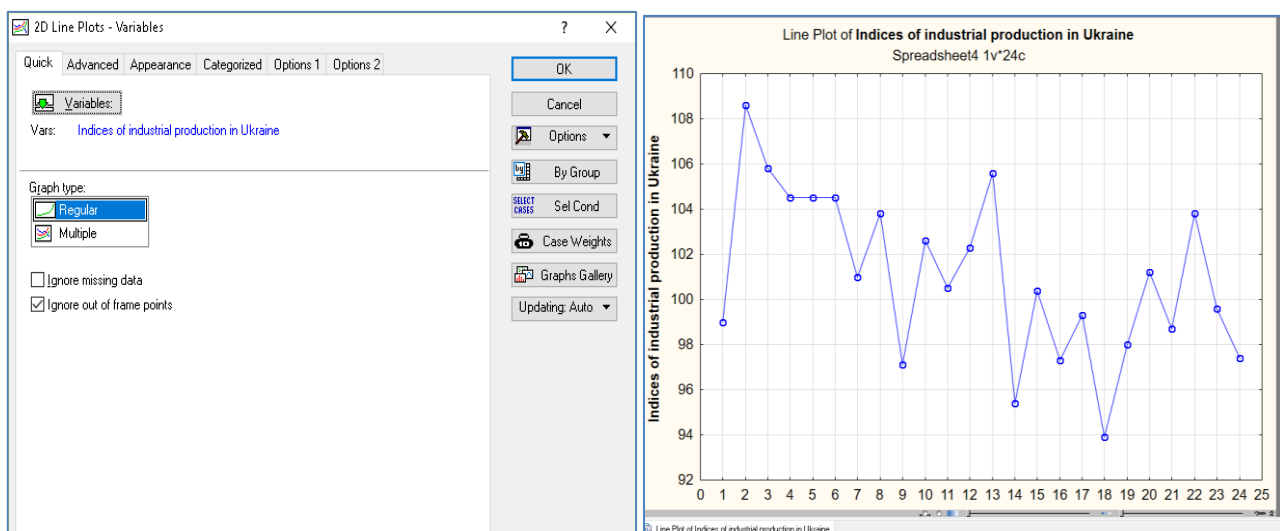 2D Line Plots - Variables
? X
Quick Advanced Appearance Categorized Options 1 Options 2
Variables:
Vars: Indices of industrial production in Ukraine
Graph type:
Regular
Multiple
Ignore missing data
Ignore out of frame points
OK
Cancel
Options
By Group
SELECT CASES Sel Cond
Case Weights
Graphs Gallery
Updating: Auto
Line Plot of Indices of industrial production in Ukraine
Spreadsheet4 1v*24c
Indices of industrial production in Ukraine
110
108
106
104
102
100
98
96
94
92
0 1 2 3 4 5 6 7 8 9 10 11 12 13 14 15 16 17 18 19 20 21 22 23 24 25
Line Plot of Indices of industrial production in Ukraine